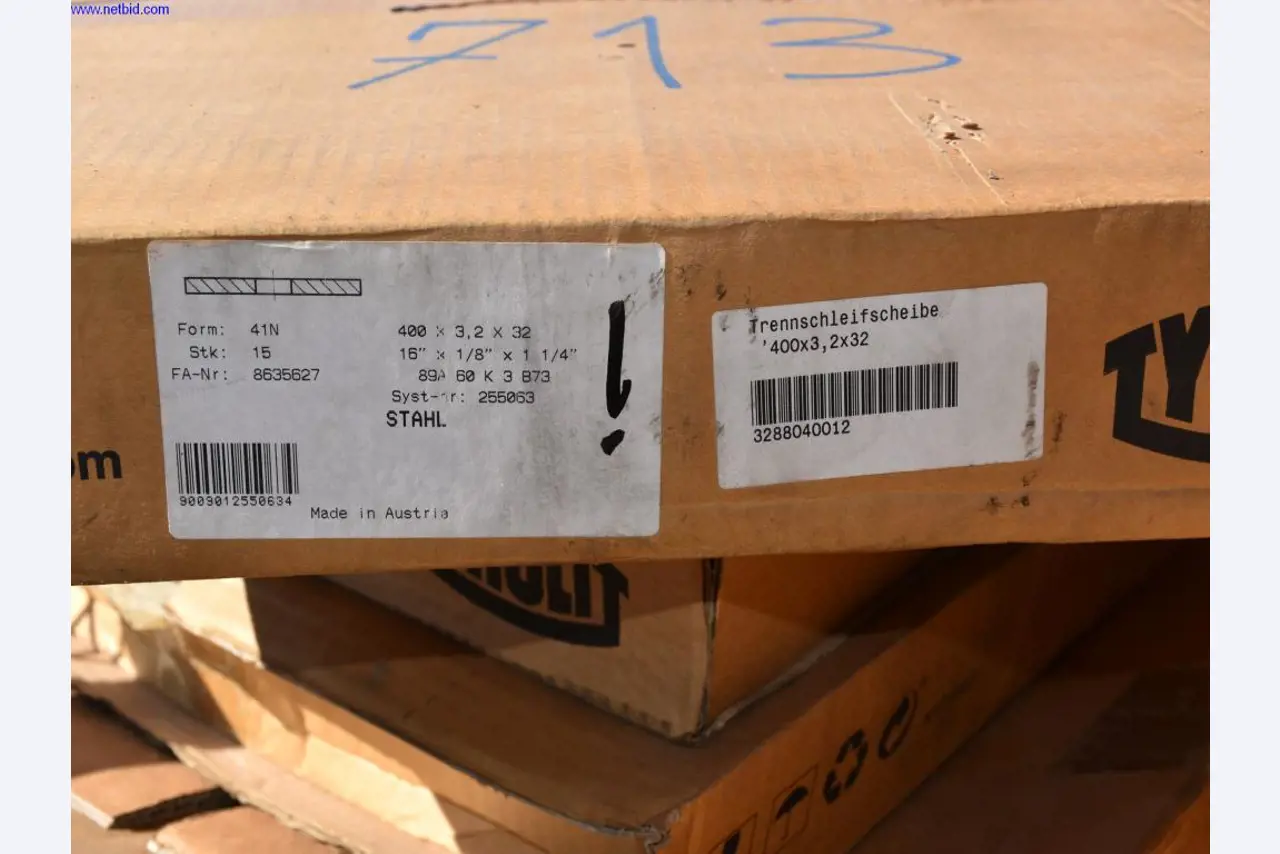 www.netbid.com
713
Form: 41N
Stk: 15
FA-Nr: 8635627
400 x 3,2 x 32
16" x 1/8" x 1 1/4"
89A 60 K 3 B73
Syst-nr: 255063
STAHL
!
9003012550634
Made in Austria
Trennschleifscheibe
'400x3,2x32
3288040012